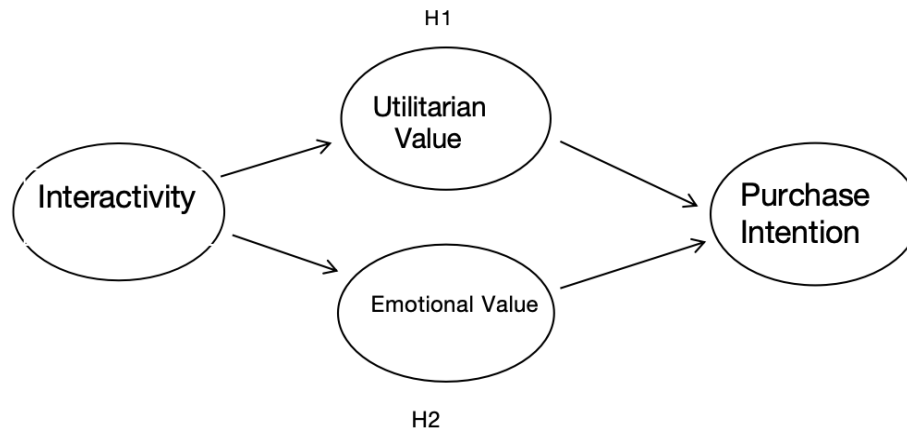 H1
Utilitarian
Value
Interactivity
Purchase
Intention
Emotional Value
H2